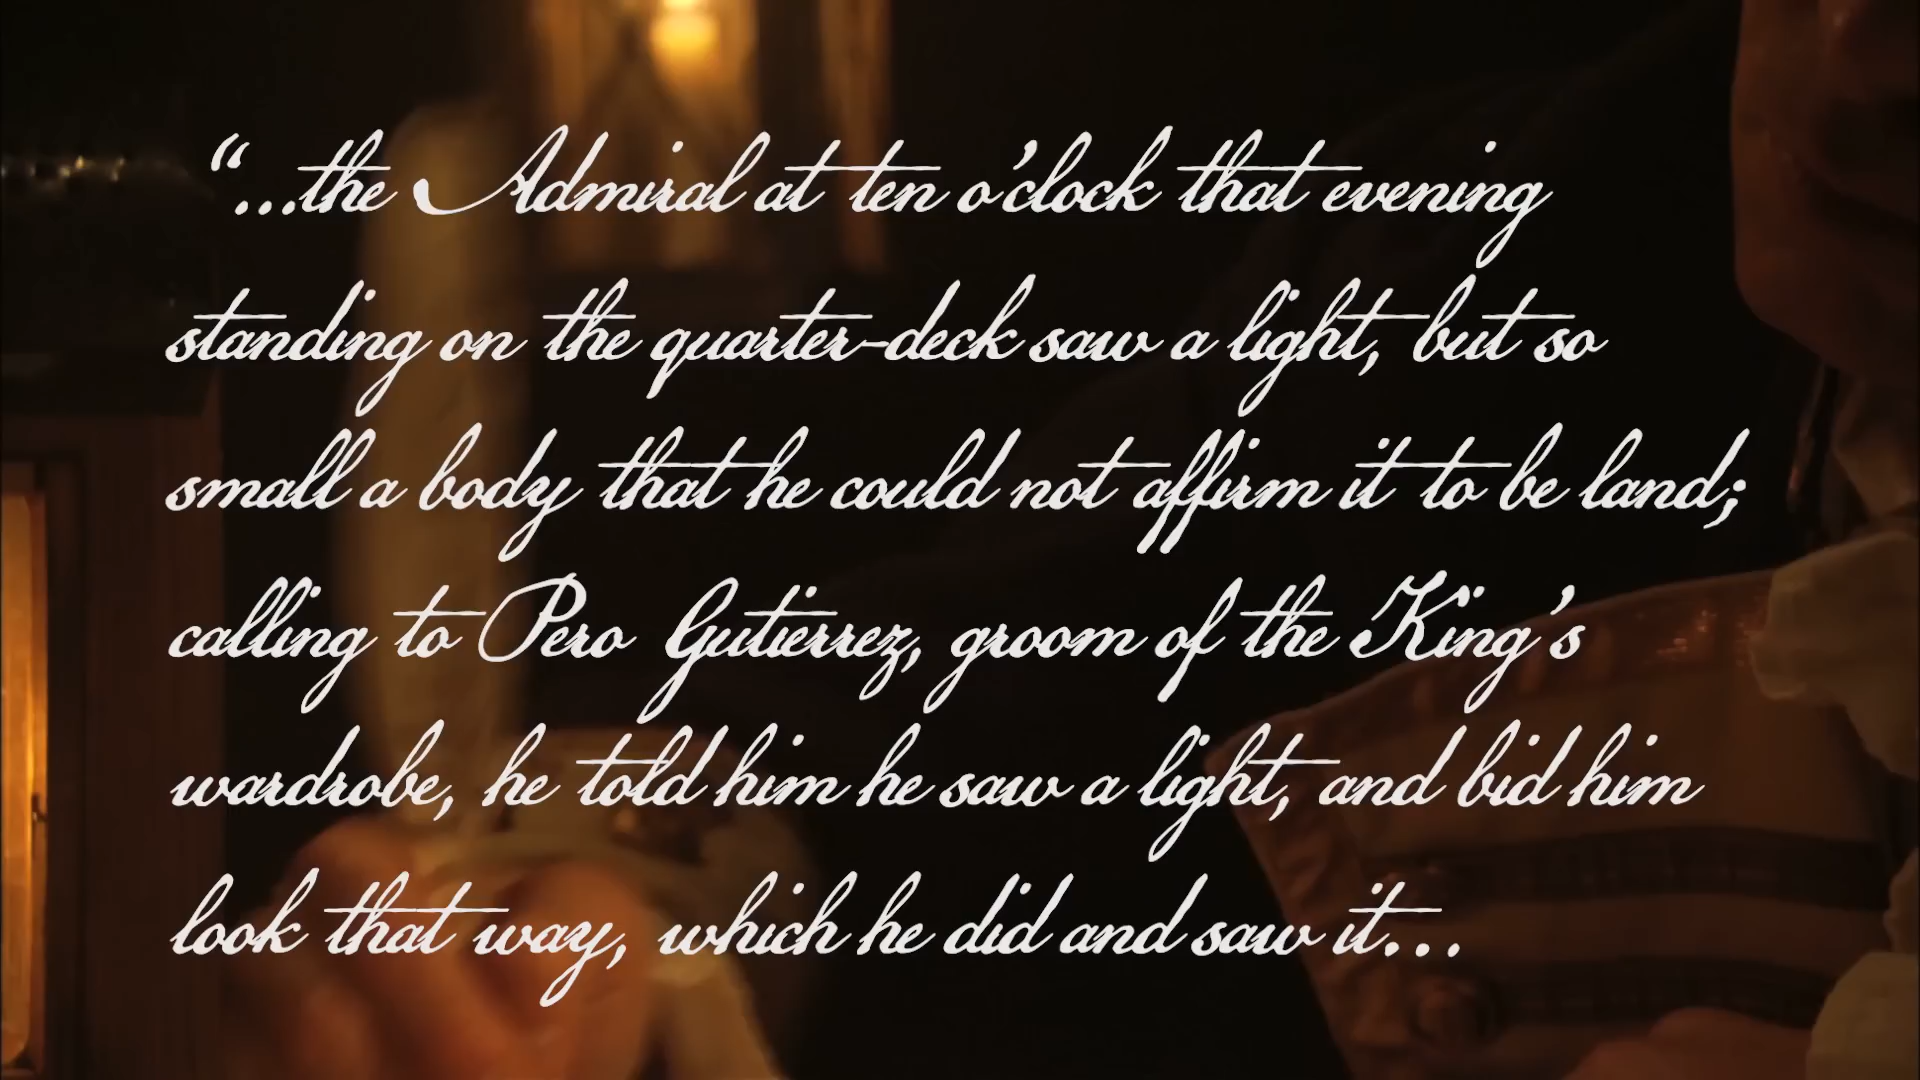 “...the Admiral at ten o’clock that evening
standing on the quarter-deck saw a light, but so
small a body that he could not affirm it to be land;
calling to Pero Gutierrez, groom of the King’s
wardrobe, he told him he saw a light, and bid him
look that way, which he did and saw it...